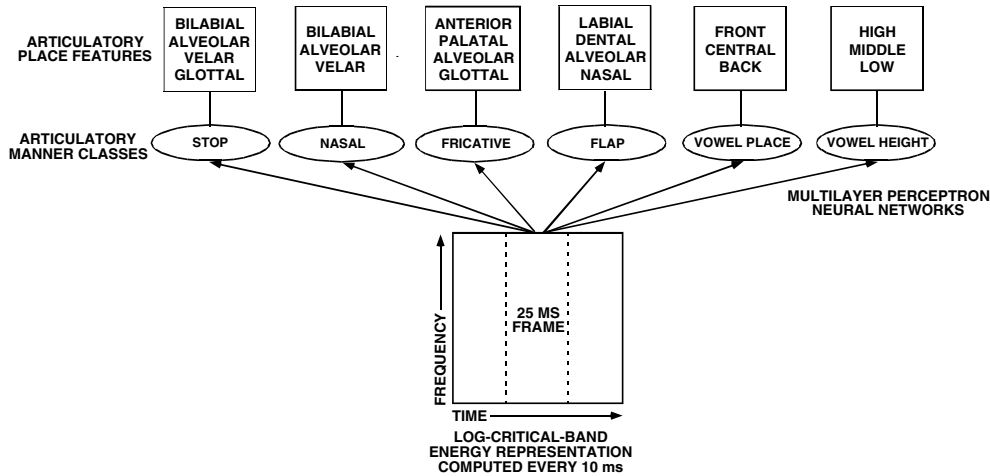 ARTICULATORY
PLACE FEATURES
BILABIAL
ALVEOLAR
VELAR
GLOTTAL
BILABIAL
ALVEOLAR
VELAR
ANTERIOR
PALATAL
ALVEOLAR
GLOTTAL
LABIAL
DENTAL
ALVEOLAR
NASAL
FRONT
CENTRAL
BACK
HIGH
MIDDLE
LOW
ARTICULATORY
MANNER CLASSES
STOP
NASAL
FRICATIVE
FLAP
VOWEL PLACE
VOWEL HEIGHT
MULTILAYER PERCEPTRON
NEURAL NETWORKS
FREQUENCY
25 MS
FRAME
TIME
LOG-CRITICAL-BAND
ENERGY REPRESENTATION
COMPUTED EVERY 10 ms